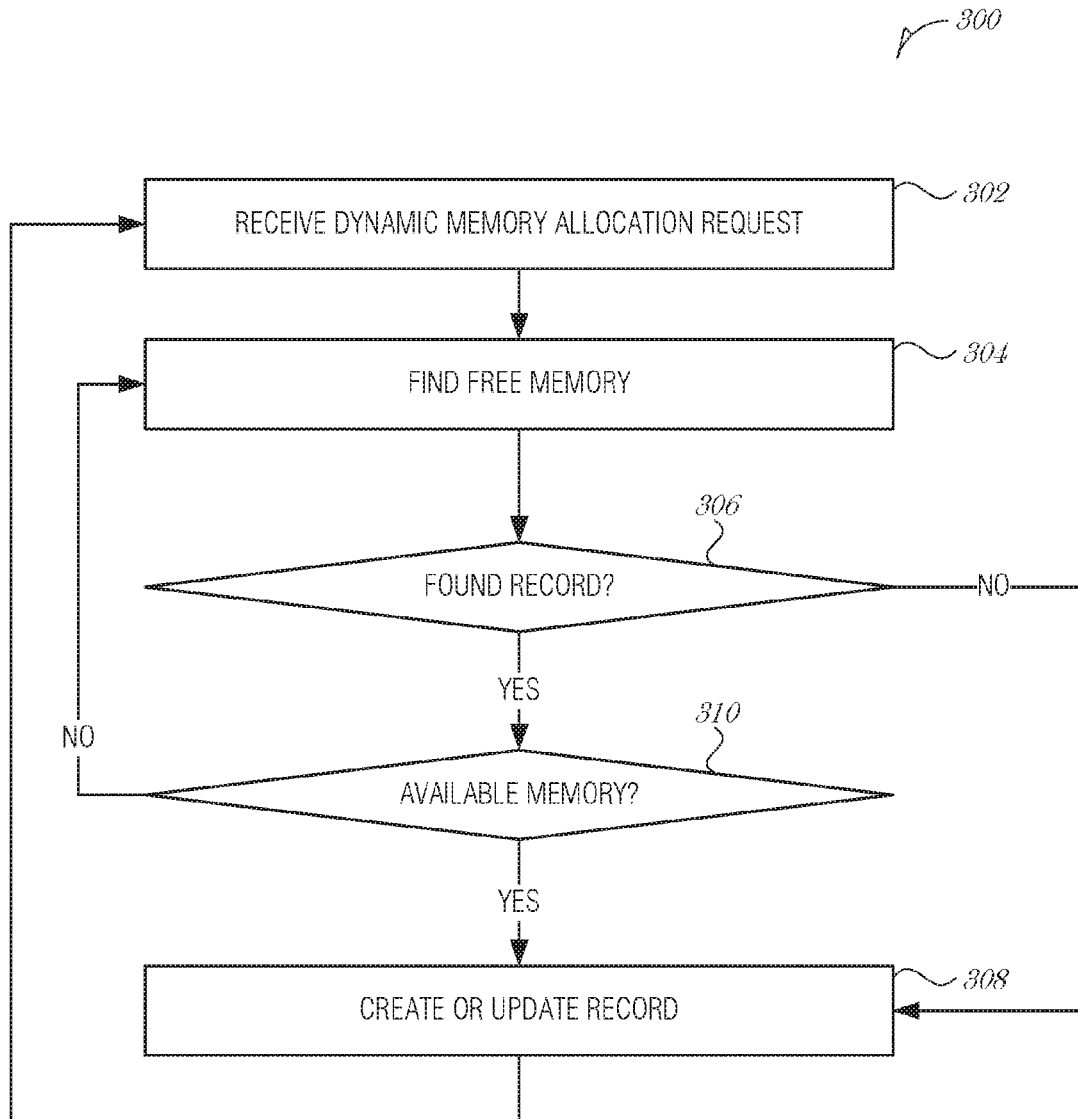 300
302
RECEIVE DYNAMIC MEMORY ALLOCATION REQUEST
304
FIND FREE MEMORY
306
FOUND RECORD?
NO
YES
310
NO
AVAILABLE MEMORY?
YES
308
CREATE OR UPDATE RECORD